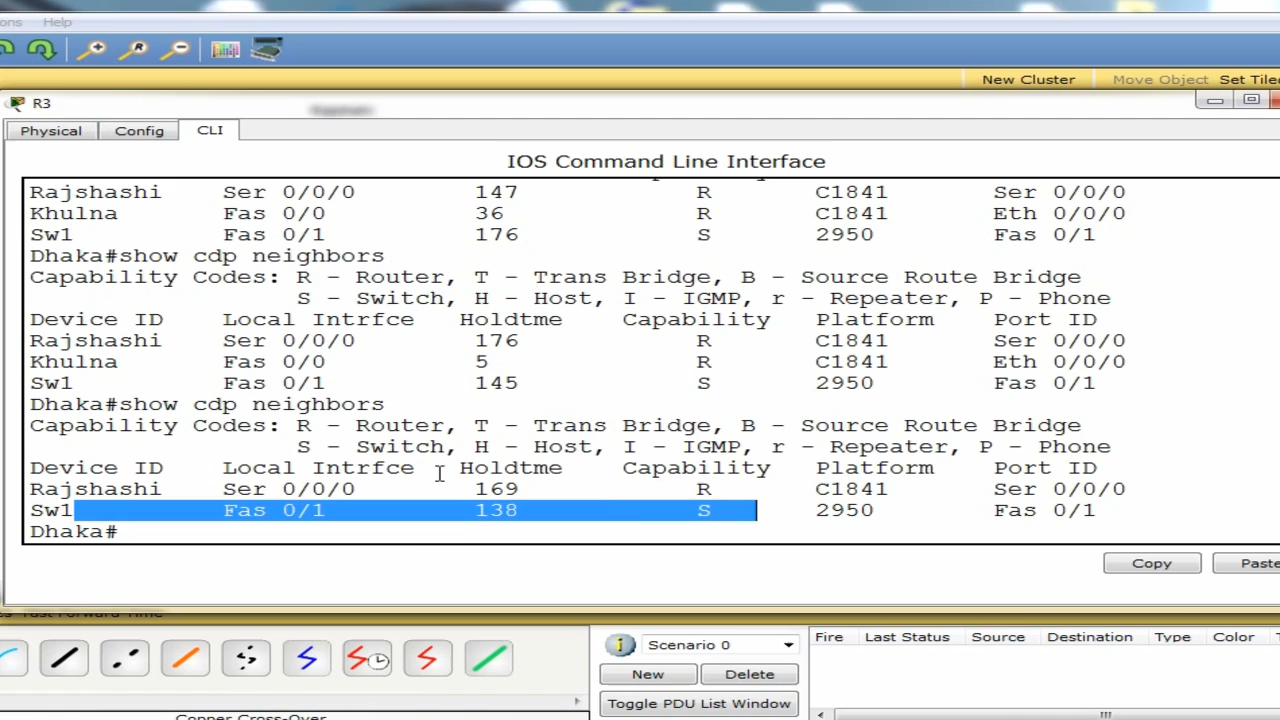 ons Help
New Cluster Move Object Set Tile
R3
Physical Config CLI
IOS Command Line Interface
Rajshashi Ser 0/0/0 147 R C1841 Ser 0/0/0
Khulna Fas 0/0 36 R C1841 Eth 0/0/0
Sw1 Fas 0/1 176 S 2950 Fas 0/1
Dhaka#show cdp neighbors
Capability Codes: R - Router, T - Trans Bridge, B - Source Route Bridge
S - Switch, H - Host, I - IGMP, r - Repeater, P - Phone
Device ID Local Intrfce Holdtme Capability Platform Port ID
Rajshashi Ser 0/0/0 176 R C1841 Ser 0/0/0
Khulna Fas 0/0 5 R C1841 Eth 0/0/0
Sw1 Fas 0/1 145 S 2950 Fas 0/1
Dhaka#show cdp neighbors
Capability Codes: R - Router, T - Trans Bridge, B - Source Route Bridge
S - Switch, H - Host, I - IGMP, r - Repeater, P - Phone
Device ID Local Intrfce Holdtme Capability Platform Port ID
Rajshashi Ser 0/0/0 169 R C1841 Ser 0/0/0
Sw1 Fas 0/1 138 S 2950 Fas 0/1
Dhaka#
Copy Paste
Scenario 0
New Delete
Toggle PDU List Window
Fire Last Status Source Destination Type Color
Copper Cross-Over